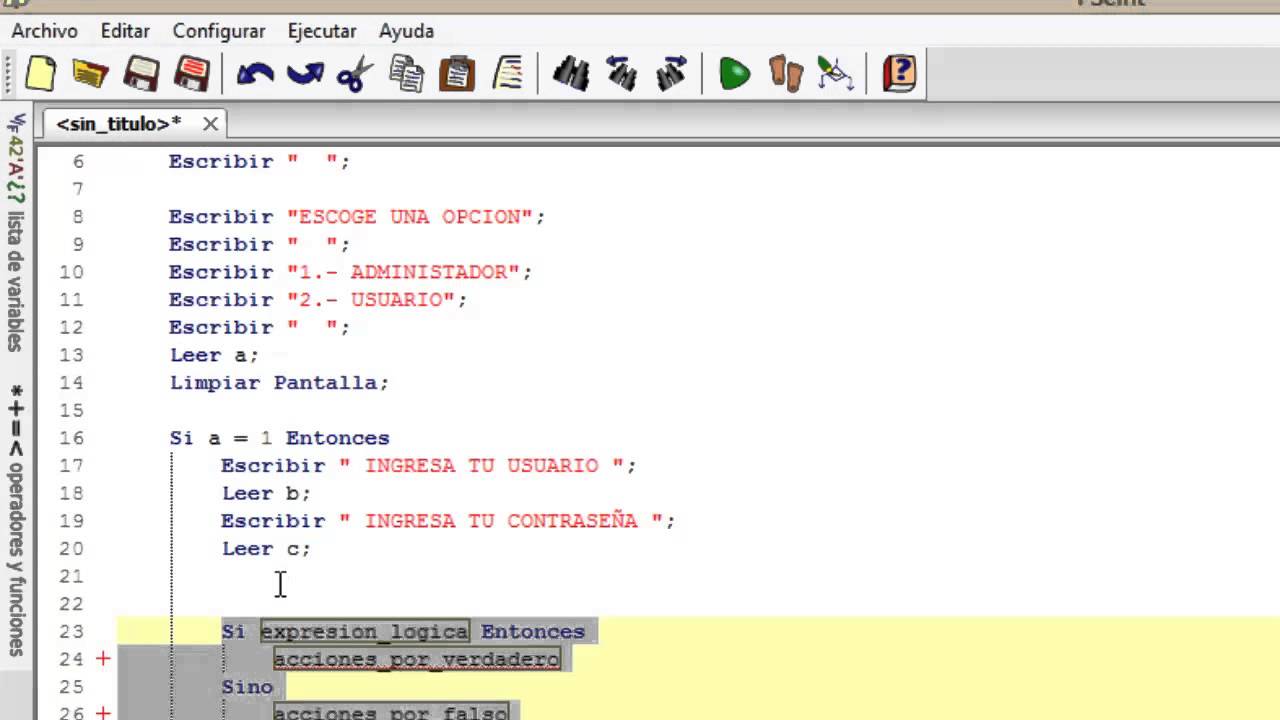 PSeInt
Archivo Editar Configurar Ejecutar Ayuda
<sin_titulo>*
6 Escribir "  ";
7
8 Escribir "ESCOGE UNA OPCION";
9 Escribir "  ";
10 Escribir "1.- ADMINISTADOR";
11 Escribir "2.- USUARIO";
12 Escribir "  ";
13 Leer a;
14 Limpiar Pantalla;
15
16 Si a = 1 Entonces
17 Escribir " INGRESA TU USUARIO ";
18 Leer b;
19 Escribir " INGRESA TU CONTRASEÑA ";
20 Leer c;
21
22
23 Si expresion_logica Entonces
24 + acciones_por_verdadero
25 Sino
26 + acciones_por_falso
VF42'A'¿? lista de variables
*+=< operadores y funciones